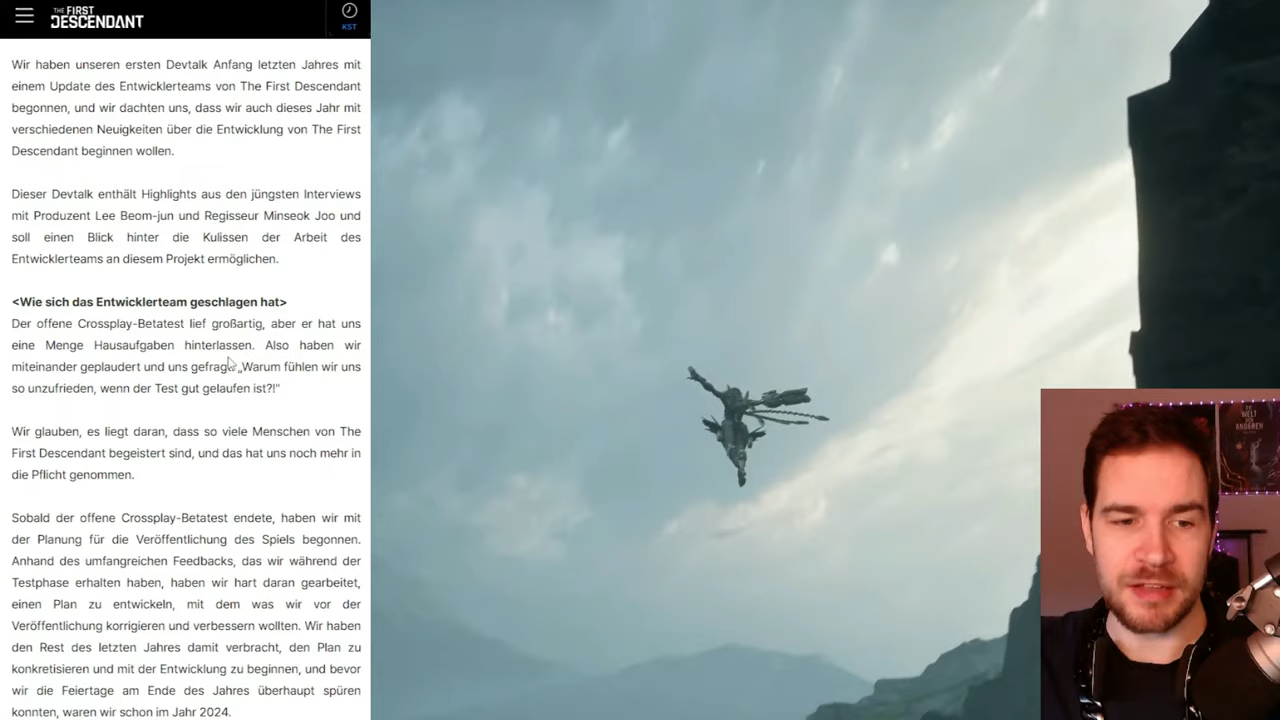 THE FIRST
DESCENDANT
KST
Wir haben unseren ersten Devtalk Anfang letzten Jahres mit
einem Update des Entwicklerteams von The First Descendant
begonnen, und wir dachten uns, dass wir auch dieses Jahr mit
verschiedenen Neuigkeiten über die Entwicklung von The First
Descendant beginnen wollen.
Dieser Devtalk enthält Highlights aus den jüngsten Interviews
mit Produzent Lee Beom-jun und Regisseur Minseok Joo und
soll einen Blick hinter die Kulissen der Arbeit des
Entwicklerteams an diesem Projekt ermöglichen.
<Wie sich das Entwicklerteam geschlagen hat>
Der offene Crossplay-Betatest lief großartig, aber er hat uns
eine Menge Hausaufgaben hinterlassen. Also haben wir
miteinander geplaudert und uns gefragt „Warum fühlen wir uns
so unzufrieden, wenn der Test gut gelaufen ist?!"
Wir glauben, es liegt daran, dass so viele Menschen von The
First Descendant begeistert sind, und das hat uns noch mehr in
die Pflicht genommen.
Sobald der offene Crossplay-Betatest endete, haben wir mit
der Planung für die Veröffentlichung des Spiels begonnen.
Anhand des umfangreichen Feedbacks, das wir während der
Testphase erhalten haben, haben wir hart daran gearbeitet,
einen Plan zu entwickeln, mit dem was wir vor der
Veröffentlichung korrigieren und verbessern wollten. Wir haben
den Rest des letzten Jahres damit verbracht, den Plan zu
konkretisieren und mit der Entwicklung zu beginnen, und bevor
wir die Feiertage am Ende des Jahres überhaupt spüren
konnten, waren wir schon im Jahr 2024.
DIE
WELT
DER
ANDEREN